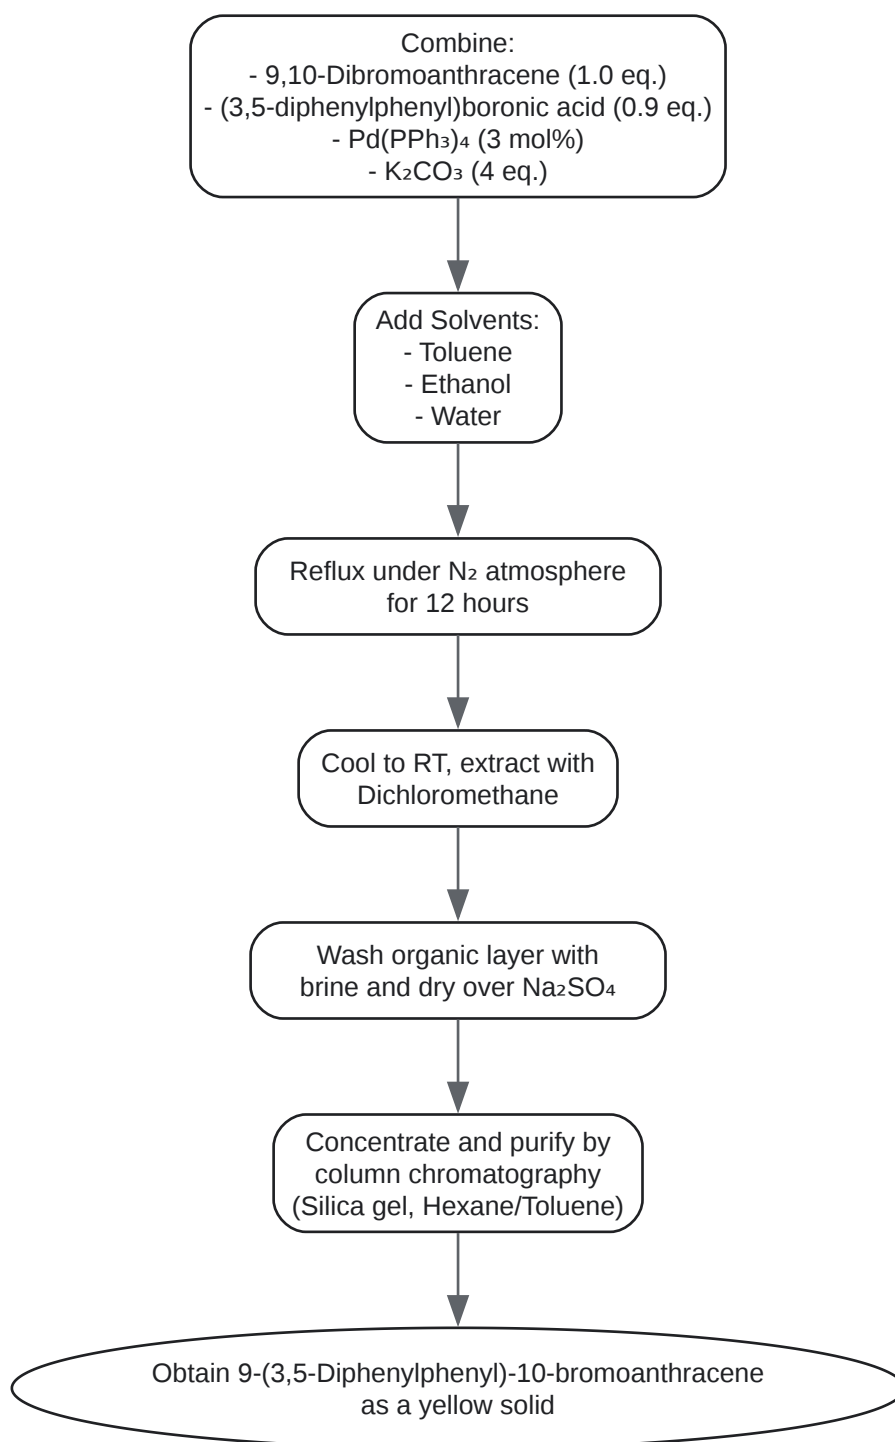 Combine:
- 9,10-Dibromoanthracene (1.0 eq.)
- (3,5-diphenylphenyl)boronic acid (0.9 eq.)
- Pd(PPh₃)₄ (3 mol%)
- K₂CO₃ (4 eq.)
Add Solvents:
- Toluene
- Ethanol
- Water
Reflux under N₂ atmosphere
for 12 hours
Cool to RT, extract with
Dichloromethane
Wash organic layer with
brine and dry over Na₂SO₄
Concentrate and purify by
column chromatography
(Silica gel, Hexane/Toluene)
Obtain 9-(3,5-Diphenylphenyl)-10-bromoanthracene
as a yellow solid